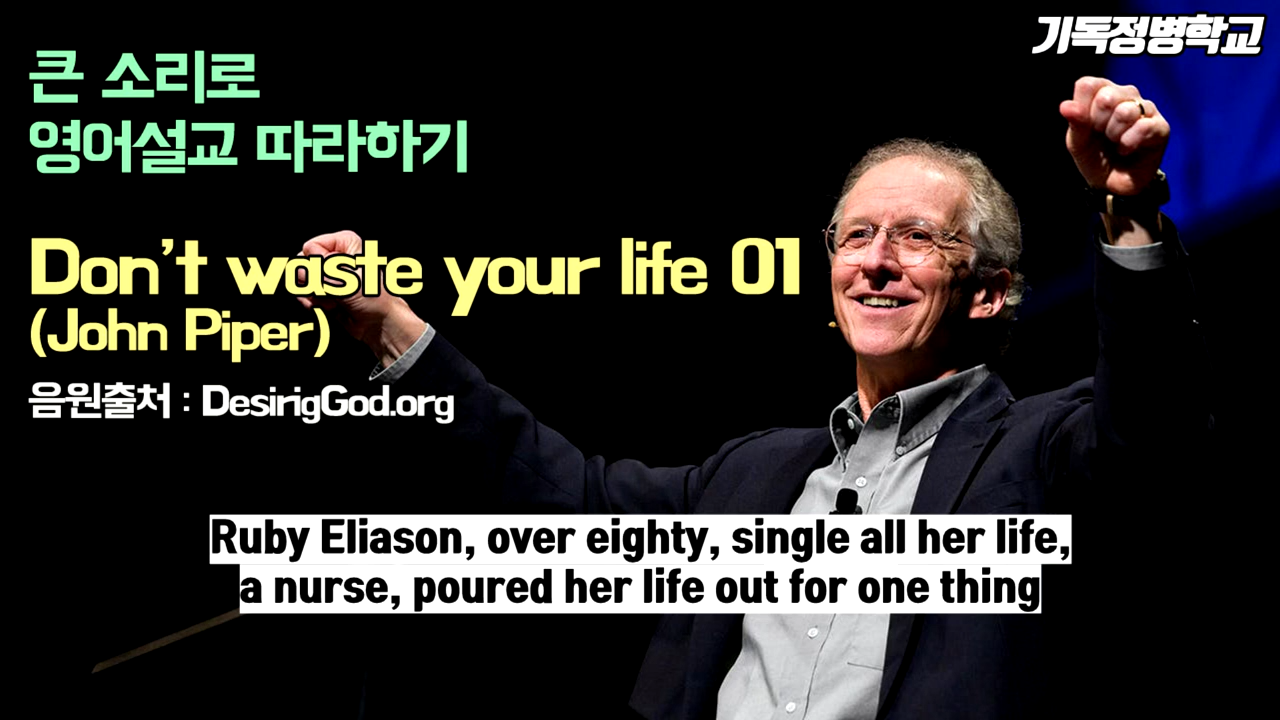 기독정병학교
큰 소리로
영어설교 따라하기
Don't waste your life 01
(John Piper)
음원출처 : DesirigGod.org
Ruby Eliason, over eighty, single all her life,
a nurse, poured her life out for one thing